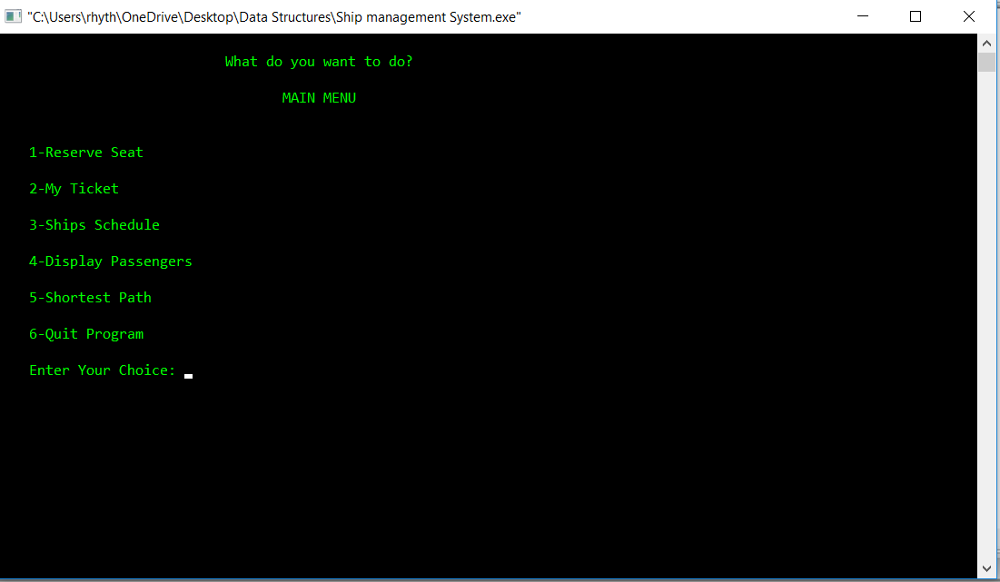 "C:\Users\rhyth\OneDrive\Desktop\Data Structures\Ship management System.exe"
What do you want to do?
MAIN MENU
1-Reserve Seat
2-My Ticket
3-Ships Schedule
4-Display Passengers
5-Shortest Path
6-Quit Program
Enter Your Choice: